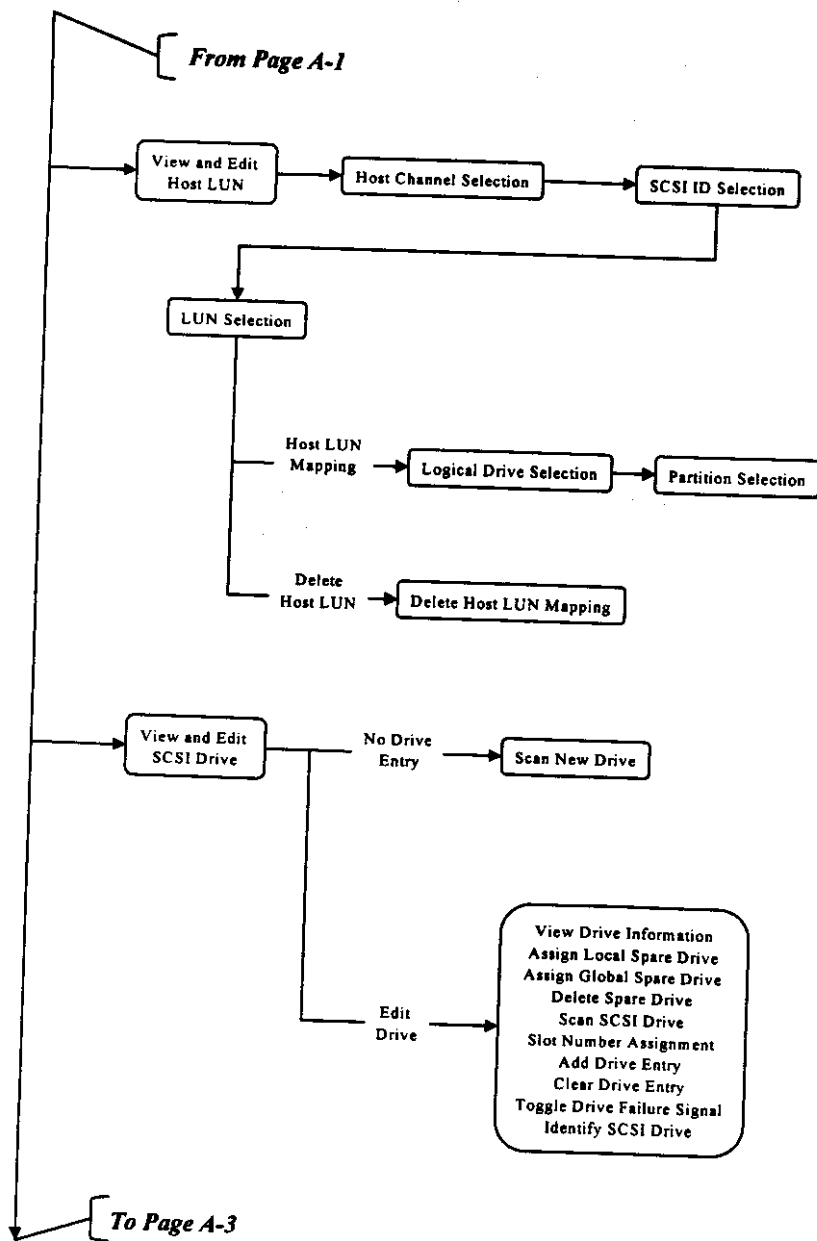 From Page A-1
View and Edit
Host LUN
Host Channel Selection
SCSI ID Selection
LUN Selection
Host LUN
Mapping
Logical Drive Selection
Partition Selection
Delete
Host LUN
Delete Host LUN Mapping
View and Edit
SCSI Drive
No Drive
Entry
Scan New Drive
Edit
Drive
View Drive Information
Assign Local Spare Drive
Assign Global Spare Drive
Delete Spare Drive
Scan SCSI Drive
Slot Number Assignment
Add Drive Entry
Clear Drive Entry
Toggle Drive Failure Signal
Identify SCSI Drive
To Page A-3